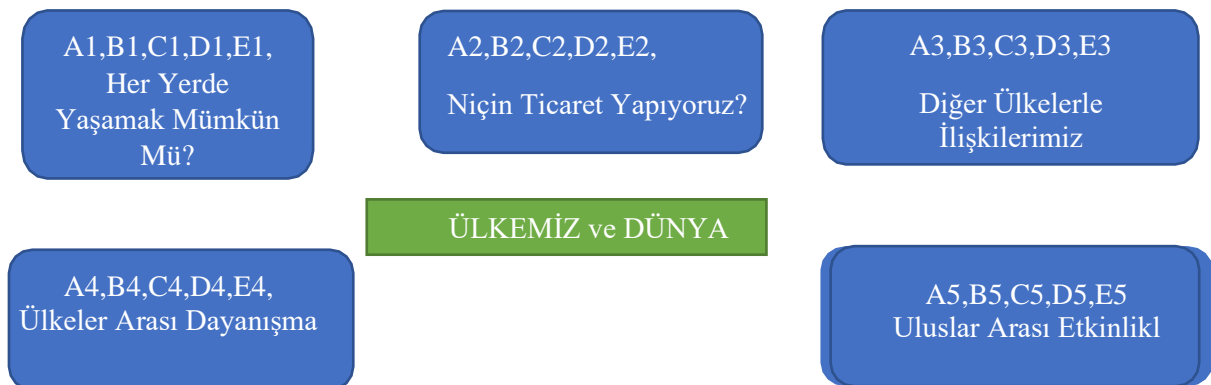 A1,B1,C1,D1,E1,
Her Yerde
Yaşamak Mümkün
Mü?
A2,B2,C2,D2,E2,
Niçin Ticaret Yapıyoruz?
A3,B3,C3,D3,E3
Diğer Ülkelerle
İlişkilerimiz
ÜLKEMİZ ve DÜNYA
A4,B4,C4,D4,E4,
Ülkeler Arası Dayanışma
A5,B5,C5,D5,E5
Uluslar Arası Etkinlikl